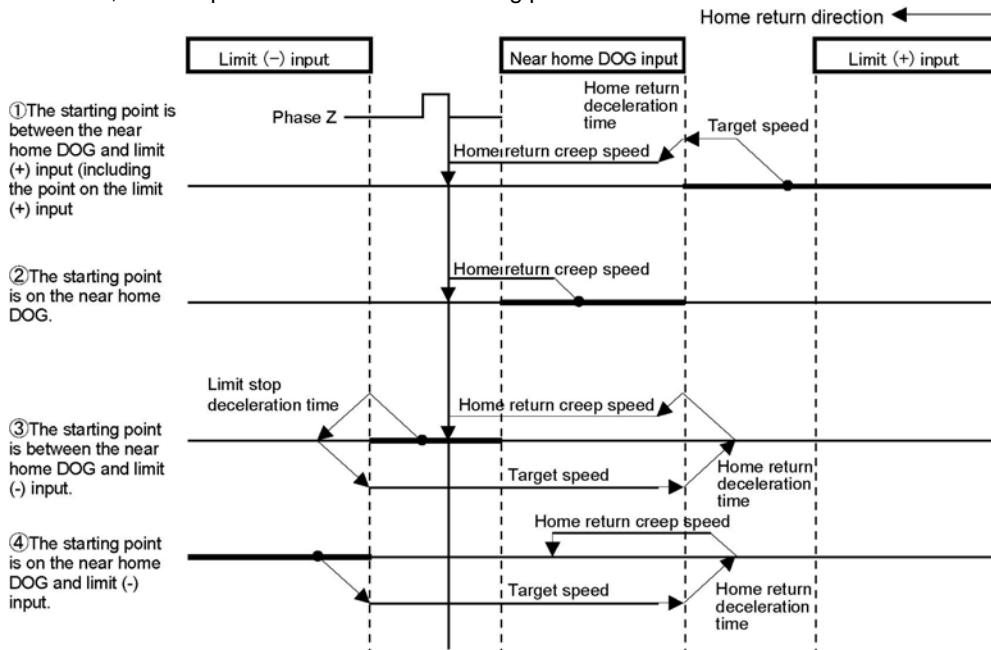 Home return direction
Limit (-) input
Near home DOG input
Limit (+) input
①The starting point is
between the near
home DOG and limit
(+) input (including
the point on the limit
(+) input
Phase Z
Home return
deceleration
time
Target speed
Home return creep speed
②The starting point
is on the near home
DOG.
Home return creep speed
Limit stop
deceleration time
Home return creep speed
③The starting point
is between the near
home DOG and limit
(-) input.
Target speed
Home return
deceleration
time
④The starting point
is on the near home
DOG and limit (-)
input.
Home return creep speed
Target speed
Home return
deceleration
time